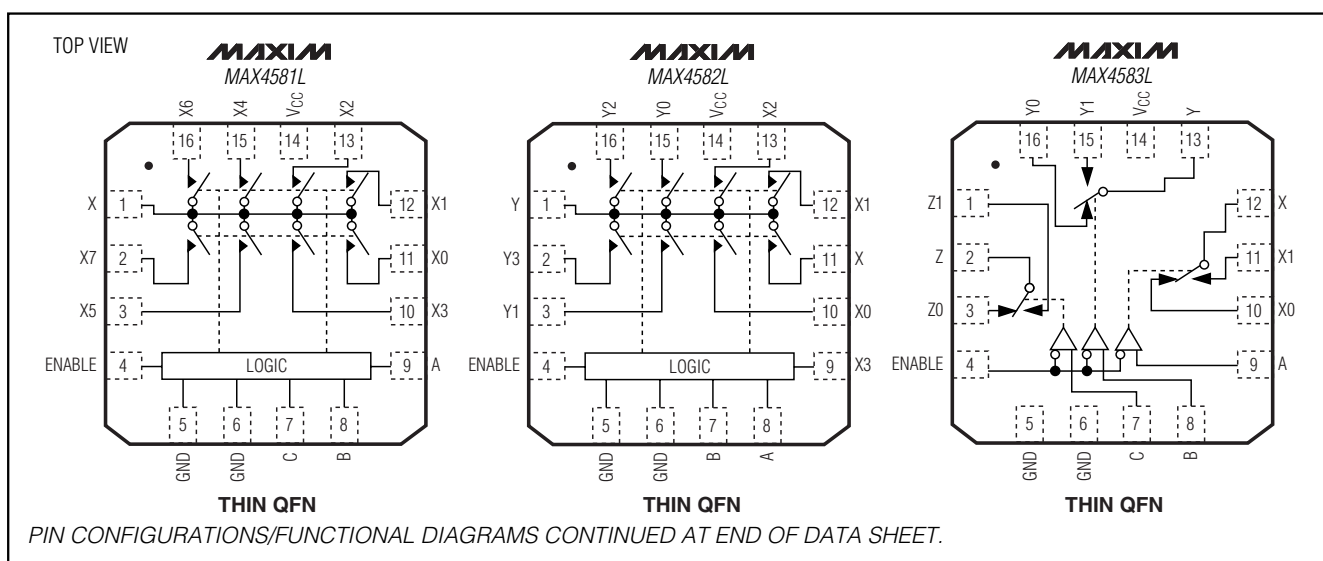 TOP VIEW
MAXIM
MAX4581L
X6 X4 VCC X2
16 15 14 13
X 1 12 X1
X7 2 11 X0
X5 3 10 X3
ENABLE 4 LOGIC 9 A
5 6 7 8
GND GND C B
THIN QFN
MAXIM
MAX4582L
Y2 Y0 VCC X2
16 15 14 13
Y 1 12 X1
Y3 2 11 X
Y1 3 10 X0
ENABLE 4 LOGIC 9 X3
5 6 7 8
GND GND B A
THIN QFN
MAXIM
MAX4583L
Y0 Y1 VCC Y
16 15 14 13
Z1 1 12 X
Z 2 11 X1
Z0 3 10 X0
ENABLE 4 9 A
5 6 7 8
GND GND C B
THIN QFN
PIN CONFIGURATIONS/FUNCTIONAL DIAGRAMS CONTINUED AT END OF DATA SHEET.